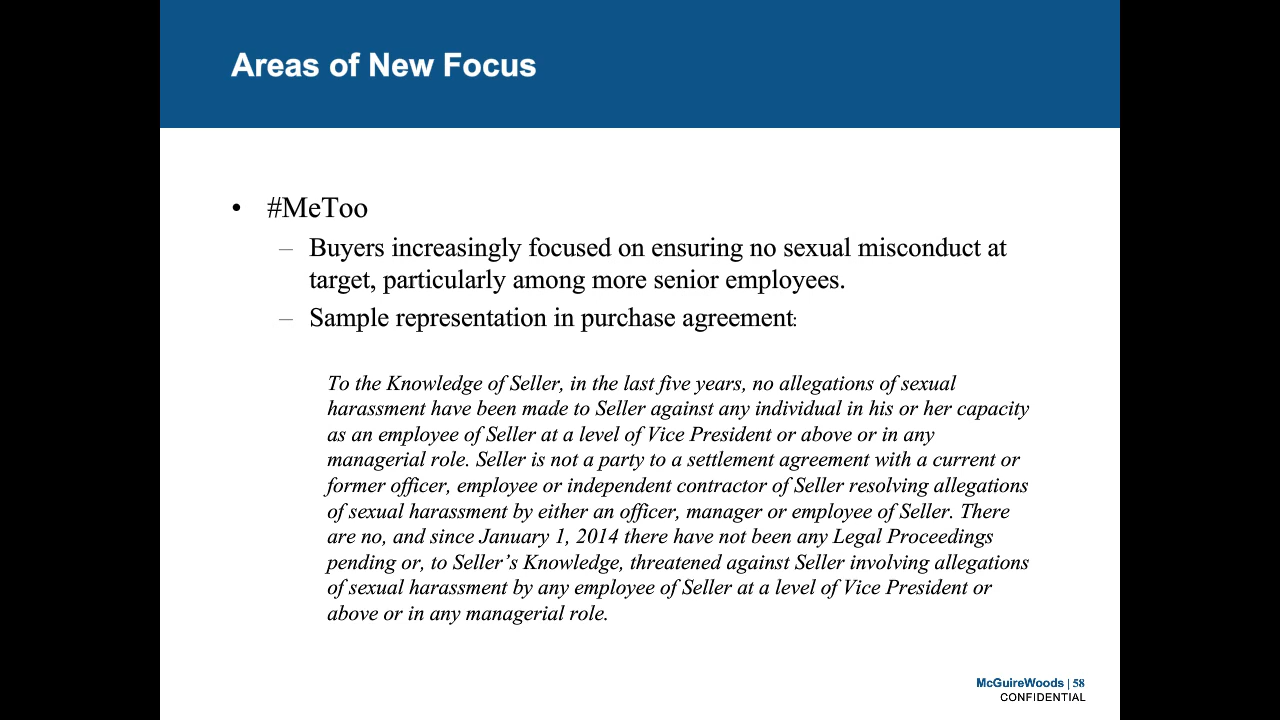 Areas of New Focus
• #MeToo
– Buyers increasingly focused on ensuring no sexual misconduct at
target, particularly among more senior employees.
– Sample representation in purchase agreement:
To the Knowledge of Seller, in the last five years, no allegations of sexual
harassment have been made to Seller against any individual in his or her capacity
as an employee of Seller at a level of Vice President or above or in any
managerial role. Seller is not a party to a settlement agreement with a current or
former officer, employee or independent contractor of Seller resolving allegations
of sexual harassment by either an officer, manager or employee of Seller. There
are no, and since January 1, 2014 there have not been any Legal Proceedings
pending or, to Seller’s Knowledge, threatened against Seller involving allegations
of sexual harassment by any employee of Seller at a level of Vice President or
above or in any managerial role.
McGuireWoods | 58
CONFIDENTIAL